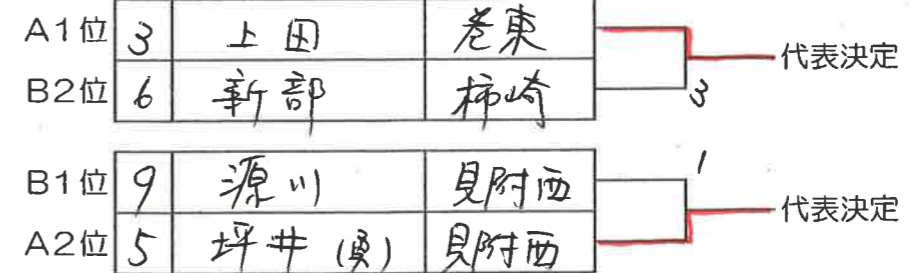 A1位 3 上田 巻東
代表決定
B2位 6 新部 柿崎 3
B1位 9 源川 見附西 1
代表決定
A2位 5 坪井(勇) 見附西